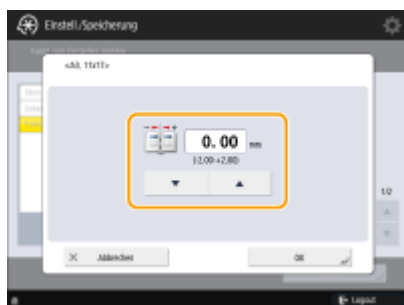 Einstell./Speicherung
<A3, 11x17>
0.00 mm
(-2.00~+2.00)
1/2
× Abbrechen
OK
Logout